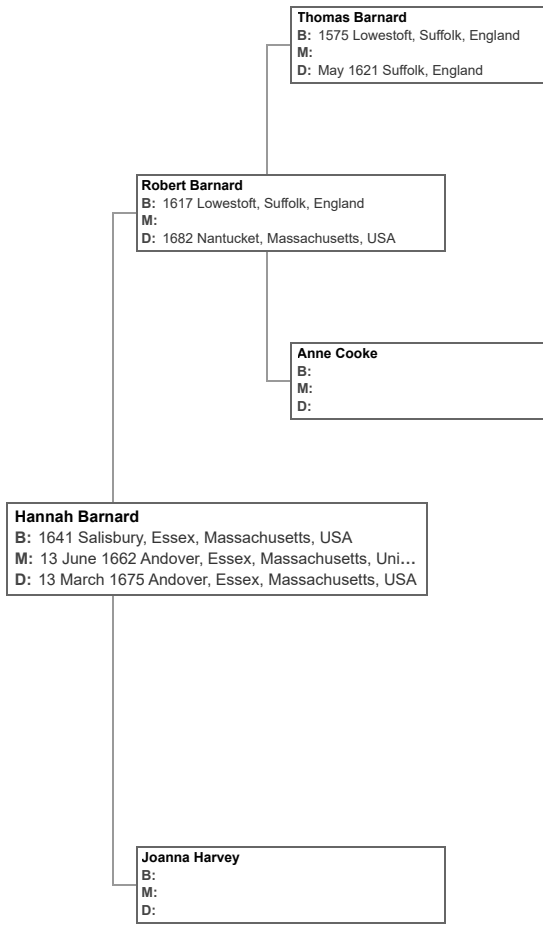 Thomas Barnard
B: 1575 Lowestoft, Suffolk, England
M:
D: May 1621 Suffolk, England
Robert Barnard
B: 1617 Lowestoft, Suffolk, England
M:
D: 1682 Nantucket, Massachusetts, USA
Anne Cooke
B:
M:
D:
Hannah Barnard
B: 1641 Salisbury, Essex, Massachusetts, USA
M: 13 June 1662 Andover, Essex, Massachusetts, Uni...
D: 13 March 1675 Andover, Essex, Massachusetts, USA
Joanna Harvey
B:
M:
D: